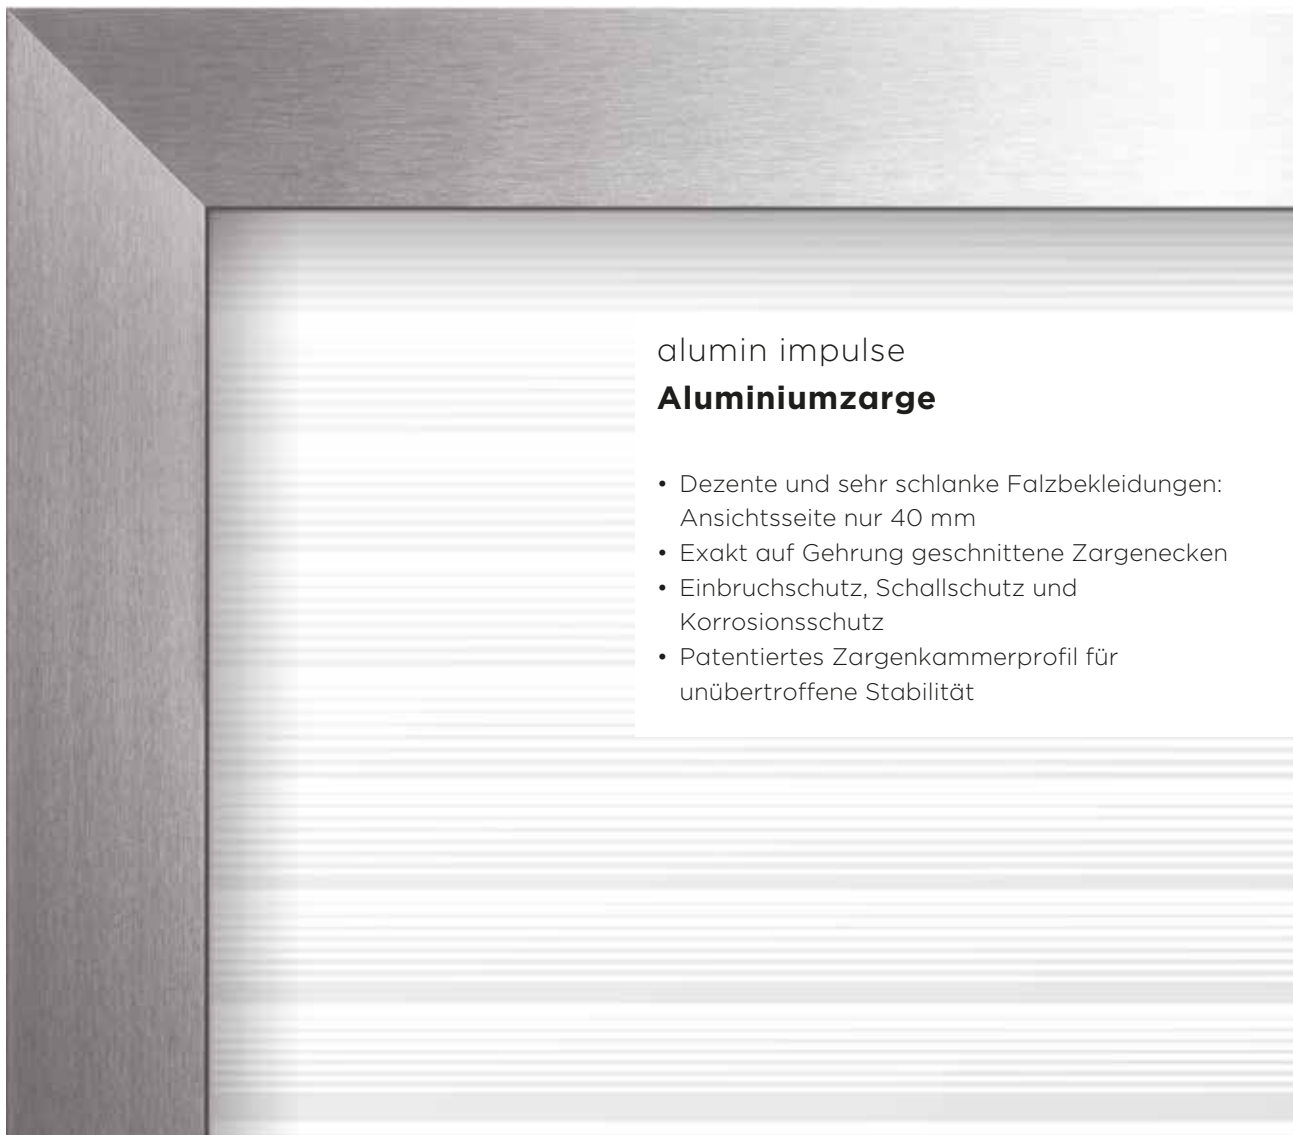 alumin impulse
Aluminiumzarge
• Dezente und sehr schlanke Falzbekleidungen:
Ansichtsseite nur 40 mm
• Exakt auf Gehrung geschnittene Zargenecken
• Einbruchschutz, Schallschutz und
Korrosionsschutz
• Patentiertes Zargenkammerprofil für
unübertroffene Stabilität